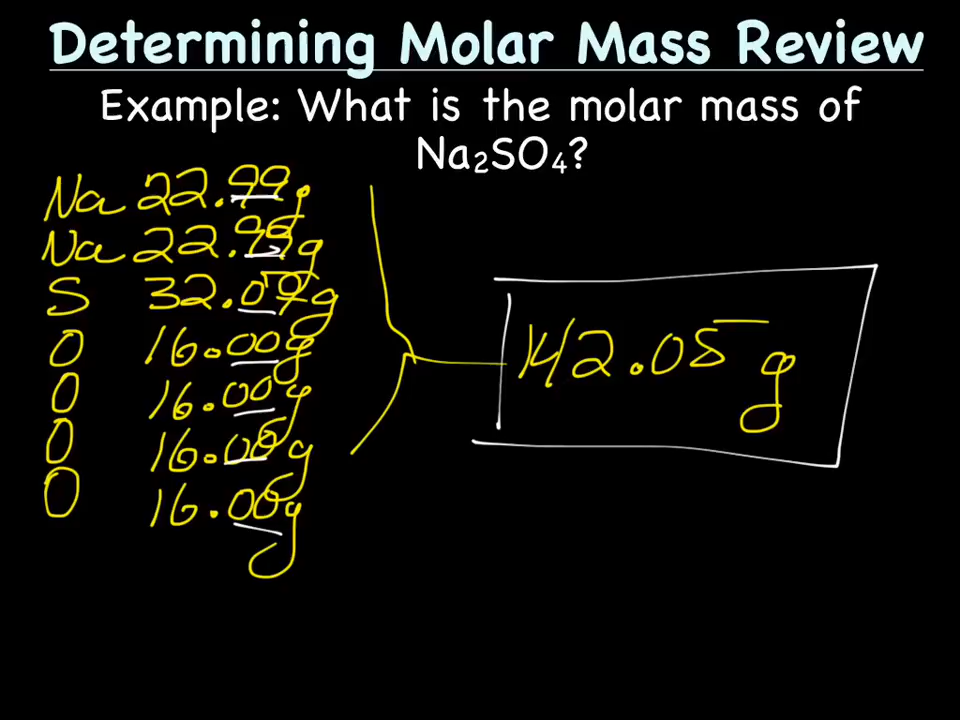 Determining Molar Mass Review
Example: What is the molar mass of
Na₂SO₄?
Na 22.99g
Na 22.99g
S 32.07g
O 16.00g
O 16.00g
O 16.00g
O 16.00g
142.05 g